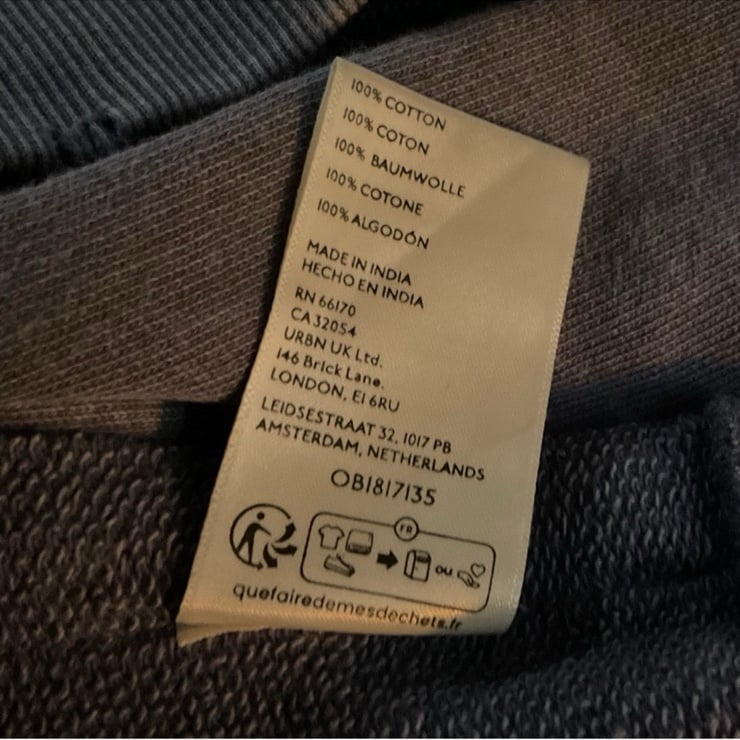 100% COTTON
100% COTON
100% BAUMWOLLE
100% COTONE
100% ALGODÓN
MADE IN INDIA
HECHO EN INDIA
RN 66170
CA 32054
URBN UK Ltd.
146 Brick Lane.
LONDON, E1 6RU
LEIDSESTRAAT 32, 1017 PB
AMSTERDAM, NETHERLANDS
OB1817135
FR
ou
quefairedemesdechets.fr